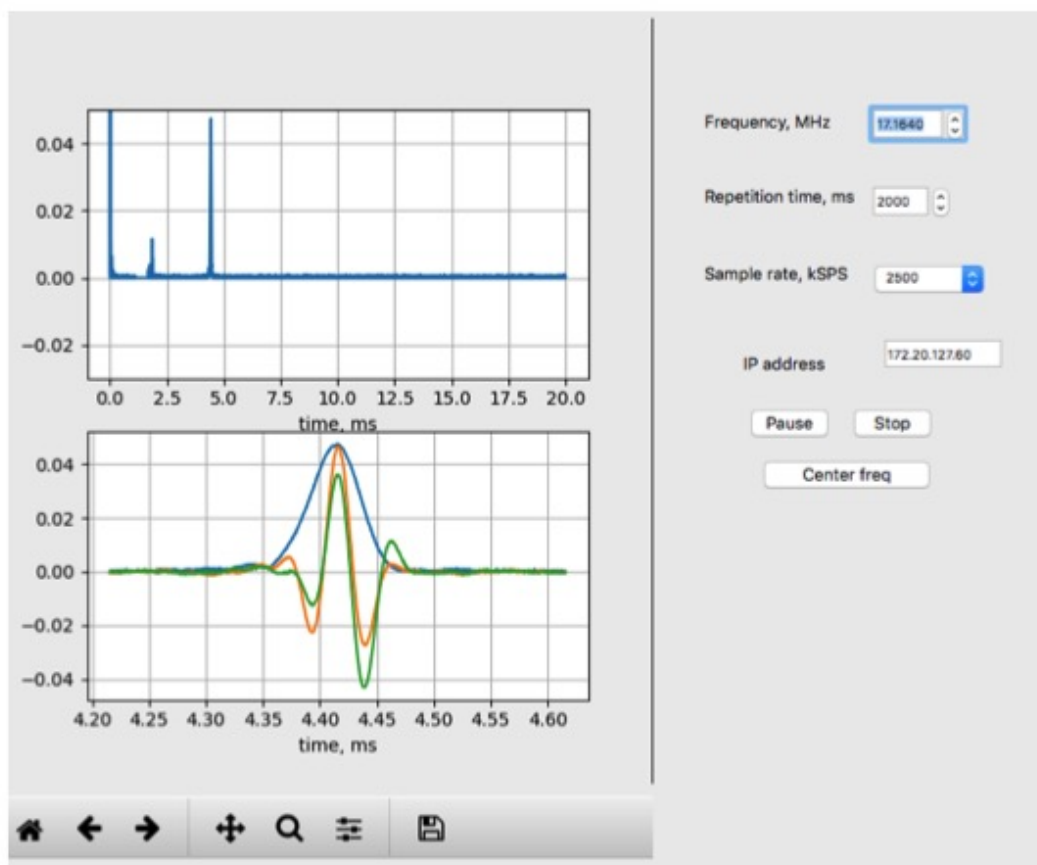 0.04
0.02
0.00
−0.02
0.0 2.5 5.0 7.5 10.0 12.5 15.0 17.5 20.0
time, ms
0.04
0.02
0.00
−0.02
−0.04
4.20 4.25 4.30 4.35 4.40 4.45 4.50 4.55 4.60
time, ms
Frequency, MHz 17.1640
Repetition time, ms 2000
Sample rate, kSPS 2500
IP address 172.20.127.60
Pause Stop
Center freq